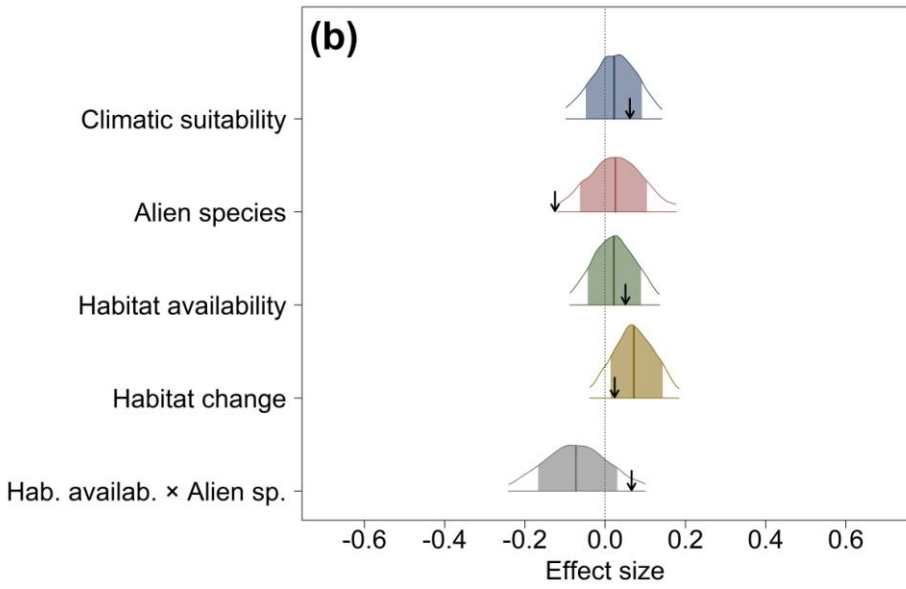 (b)
Climatic suitability
Alien species
Habitat availability
Habitat change
Hab. availab. × Alien sp.
-0.6 -0.4 -0.2 0.0 0.2 0.4 0.6
Effect size